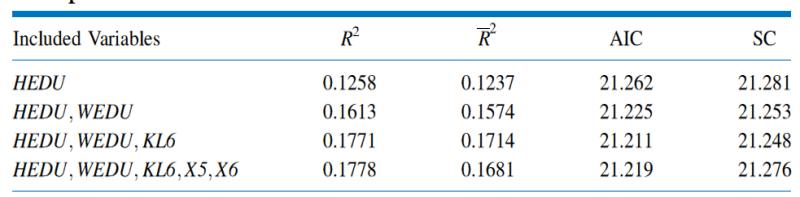 Included Variables R² R̅² AIC SC
HEDU 0.1258 0.1237 21.262 21.281
HEDU, WEDU 0.1613 0.1574 21.225 21.253
HEDU, WEDU, KL6 0.1771 0.1714 21.211 21.248
HEDU, WEDU, KL6, X5, X6 0.1778 0.1681 21.219 21.276